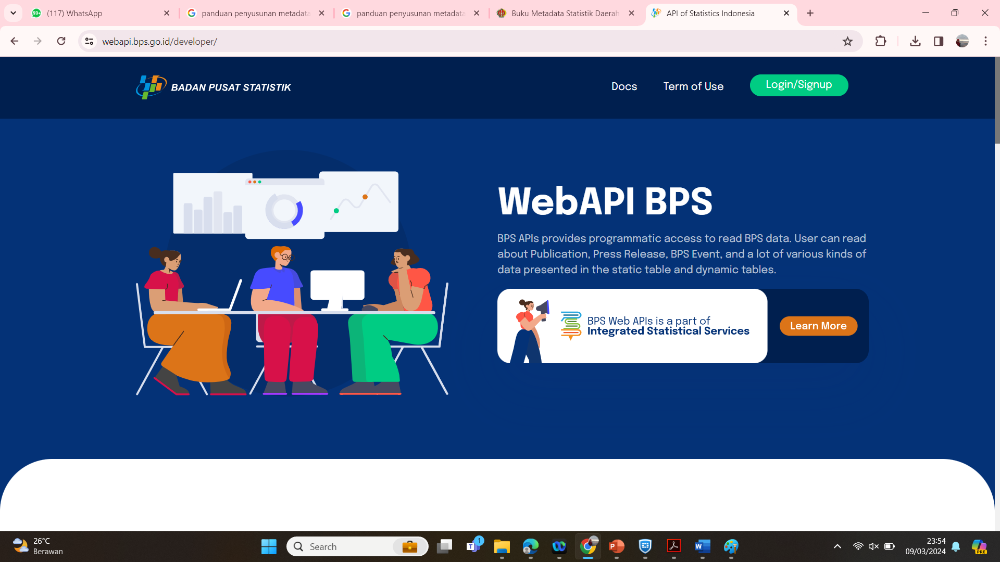 (117) WhatsApp
panduan penyusunan metadata
panduan penyusunan metadata
Buku Metadata Statistik Daerah
API of Statistics Indonesia
webapi.bps.go.id/developer/
BADAN PUSAT STATISTIK
Docs
Term of Use
Login/Signup
WebAPI BPS
BPS APIs provides programmatic access to read BPS data. User can read
about Publication, Press Release, BPS Event, and a lot of various kinds of
data presented in the static table and dynamic tables.
BPS Web APIs is a part of
Integrated Statistical Services
Learn More
26°C
Berawan
Search
1
23:54
09/03/2024
PRE